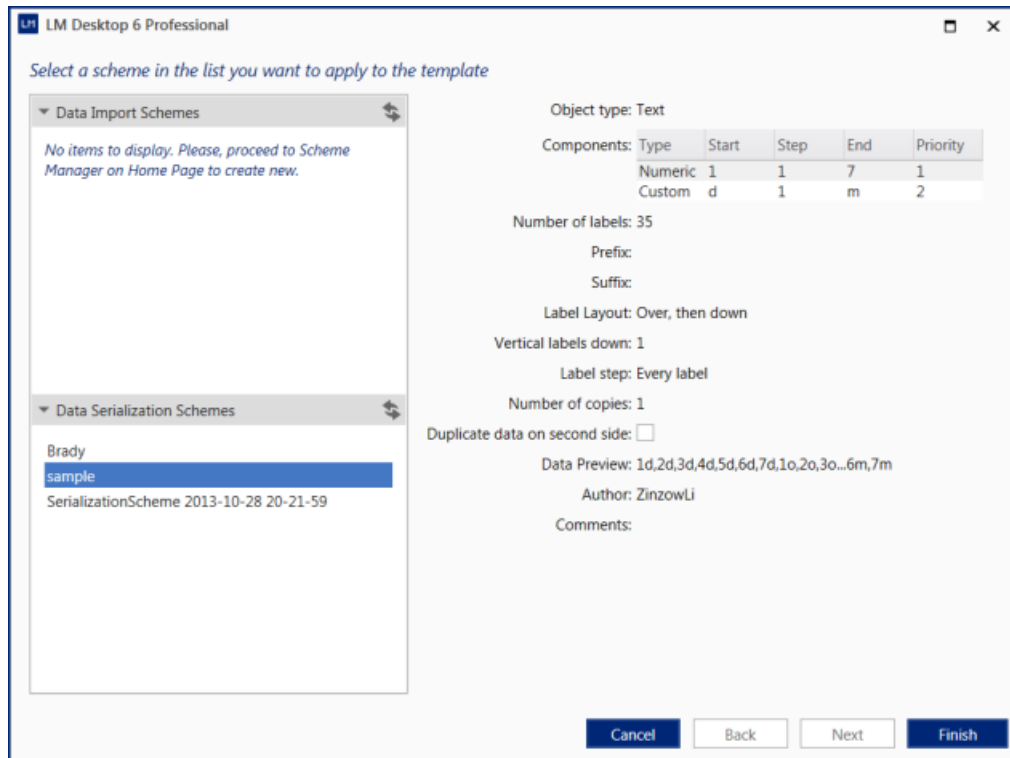 LM LM Desktop 6 Professional
Select a scheme in the list you want to apply to the template
Data Import Schemes
No items to display. Please, proceed to Scheme
Manager on Home Page to create new.
Data Serialization Schemes
Brady
sample
SerializationScheme 2013-10-28 20-21-59
Object type: Text
Components: Type Start Step End Priority
Numeric 1 1 7 1
Custom d 1 m 2
Number of labels: 35
Prefix:
Suffix:
Label Layout: Over, then down
Vertical labels down: 1
Label step: Every label
Number of copies: 1
Duplicate data on second side:
Data Preview: 1d,2d,3d,4d,5d,6d,7d,1o,2o,3o...6m,7m
Author: ZinzowLi
Comments:
Cancel Back Next Finish